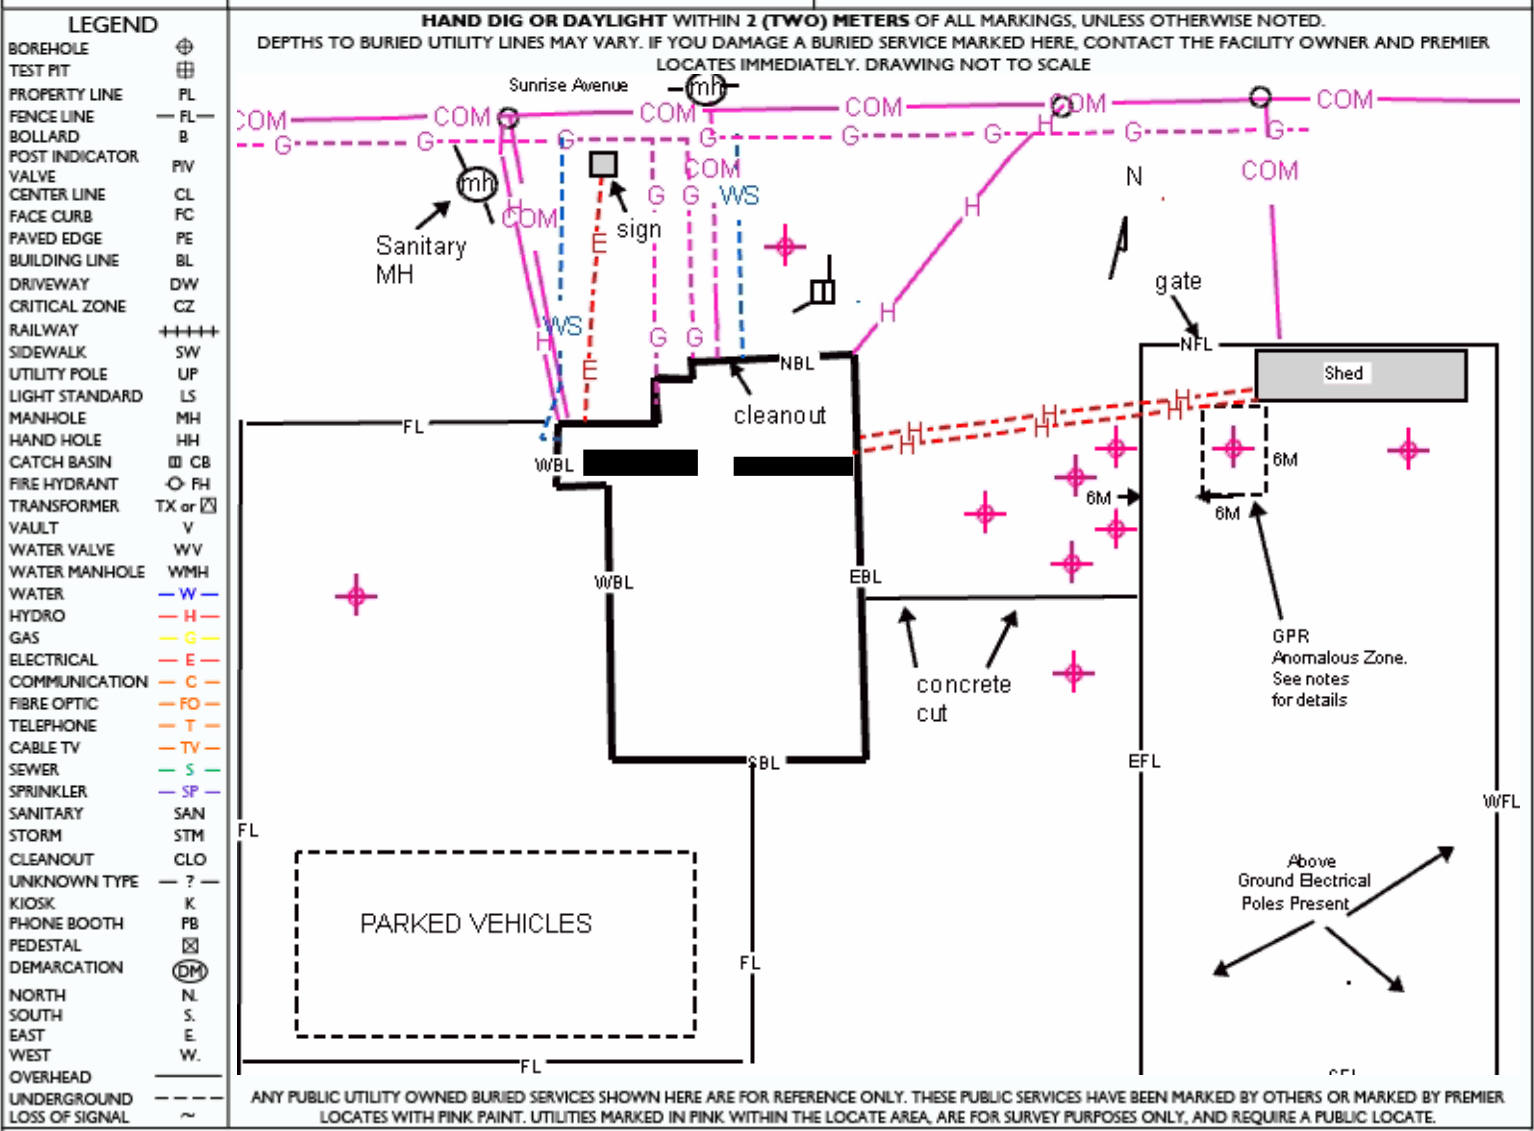 HAND DIG OR DAYLIGHT WITHIN 2 (TWO) METERS OF ALL MARKINGS, UNLESS OTHERWISE NOTED.
DEPTHS TO BURIED UTILITY LINES MAY VARY. IF YOU DAMAGE A BURIED SERVICE MARKED HERE, CONTACT THE FACILITY OWNER AND PREMIER
LOCATES IMMEDIATELY. DRAWING NOT TO SCALE
LEGEND
BOREHOLE
TEST PIT
PROPERTY LINE PL
FENCE LINE FL
BOLLARD B
POST INDICATOR
VALVE PIV
CENTER LINE CL
FACE CURB FC
PAVED EDGE PE
BUILDING LINE BL
DRIVEWAY DW
CRITICAL ZONE CZ
RAILWAY
SIDEWALK SW
UTILITY POLE UP
LIGHT STANDARD LS
MANHOLE MH
HAND HOLE HH
CATCH BASIN CB
FIRE HYDRANT FH
TRANSFORMER TX or
VAULT V
WATER VALVE WV
WATER MANHOLE WMH
WATER W
HYDRO H
GAS G
ELECTRICAL E
COMMUNICATION C
FIBRE OPTIC FO
TELEPHONE T
CABLE TV TV
SEWER S
SPRINKLER SP
SANITARY SAN
STORM STM
CLEANOUT CLO
UNKNOWN TYPE ?
KIOSK K
PHONE BOOTH PB
PEDESTAL
DEMARCATION DM
NORTH N.
SOUTH S.
EAST E.
WEST W.
OVERHEAD
UNDERGROUND
LOSS OF SIGNAL ~
Sunrise Avenue
mh
COM COM COM COM COM COM
G G G G G G G G
H
mh
COM
COM
N
G G
WS
H
COM
H
sign
Sanitary
MH
E
gate
H
WS
H
G G
NFL
NBL
E
Shed
cleanout
H H H
H H H
FL
WBL
6M
6M
6M
WBL
EBL
GPR
Anomalous Zone.
See notes
for details
concrete
cut
SBL
EFL
WFL
FL
Above
Ground Electrical
Poles Present
PARKED VEHICLES
FL
FL
ANY PUBLIC UTILITY OWNED BURIED SERVICES SHOWN HERE ARE FOR REFERENCE ONLY. THESE PUBLIC SERVICES HAVE BEEN MARKED BY OTHERS OR MARKED BY PREMIER
LOCATES WITH PINK PAINT. UTILITIES MARKED IN PINK WITHIN THE LOCATE AREA, ARE FOR SURVEY PURPOSES ONLY, AND REQUIRE A PUBLIC LOCATE.